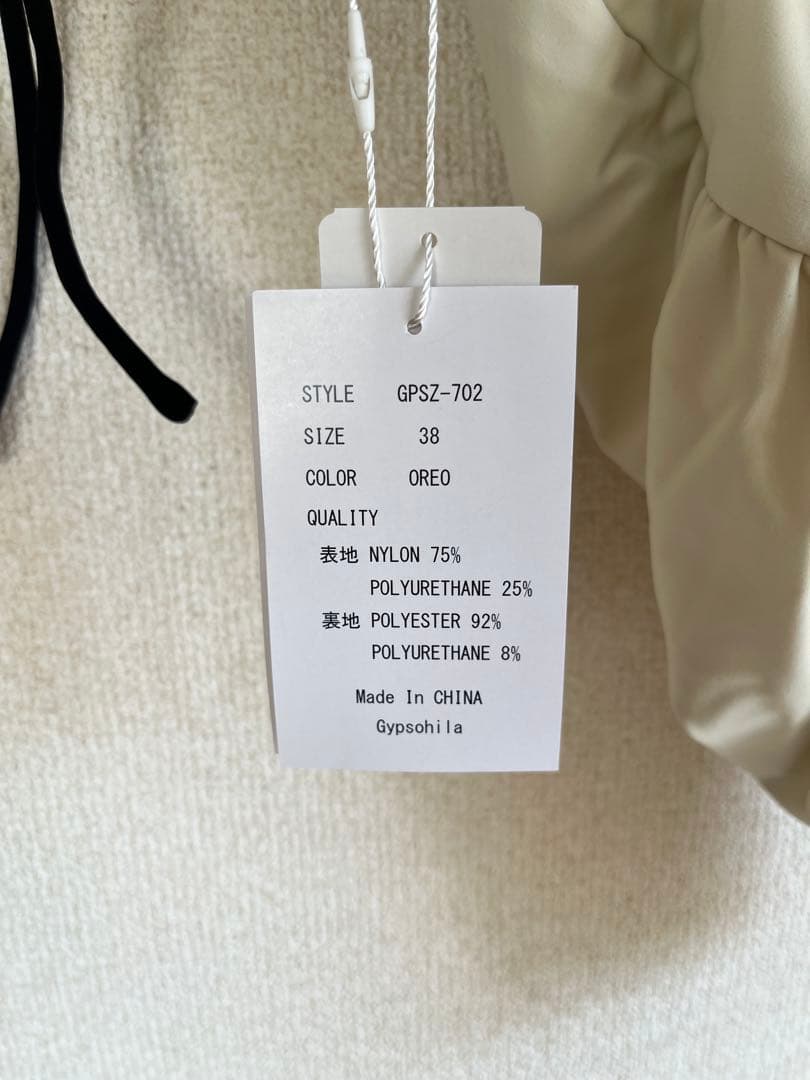 STYLE GPSZ-702
SIZE 38
COLOR OREO
QUALITY
表地 NYLON 75%
POLYURETHANE 25%
裏地 POLYESTER 92%
POLYURETHANE 8%
Made In CHINA
Gypsohila